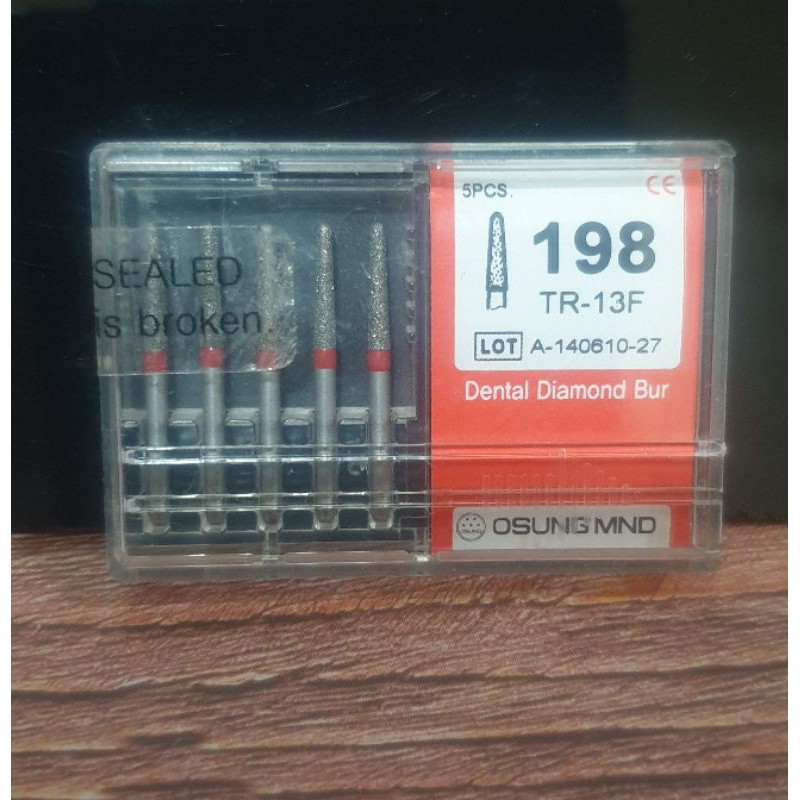 SEALED
is broken.
5PCS.
CE
198
TR-13F
LOT A-140610-27
Dental Diamond Bur
OSUNG MND